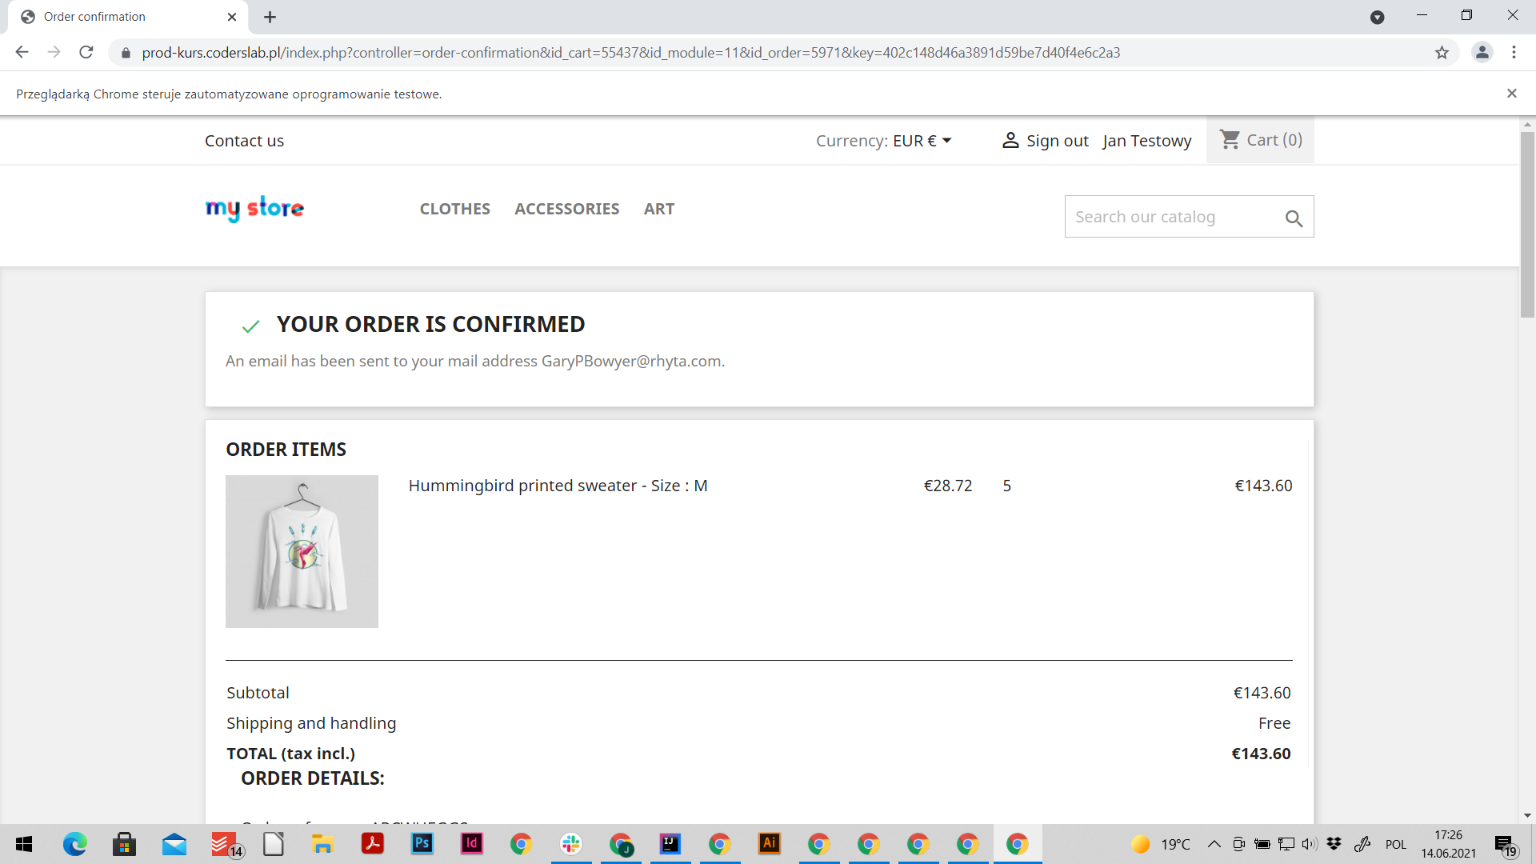 Order confirmation
prod-kurs.coderslab.pl/index.php?controller=order-confirmation&id_cart=55437&id_module=11&id_order=5971&key=402c148d46a3891d59be7d40f4e6c2a3
Przeglądarką Chrome steruje zautomatyzowane oprogramowanie testowe.
Contact us
Currency: EUR €
Sign out
Jan Testowy
Cart (0)
my store
CLOTHES
ACCESSORIES
ART
Search our catalog
YOUR ORDER IS CONFIRMED
An email has been sent to your mail address GaryPBowyer@rhyta.com.
ORDER ITEMS
Hummingbird printed sweater - Size : M
€28.72
5
€143.60
Subtotal
€143.60
Shipping and handling
Free
TOTAL (tax incl.)
€143.60
ORDER DETAILS:
14
Ps
Id
J
IJ
Ai
19°C
POL
17:26
14.06.2021
19